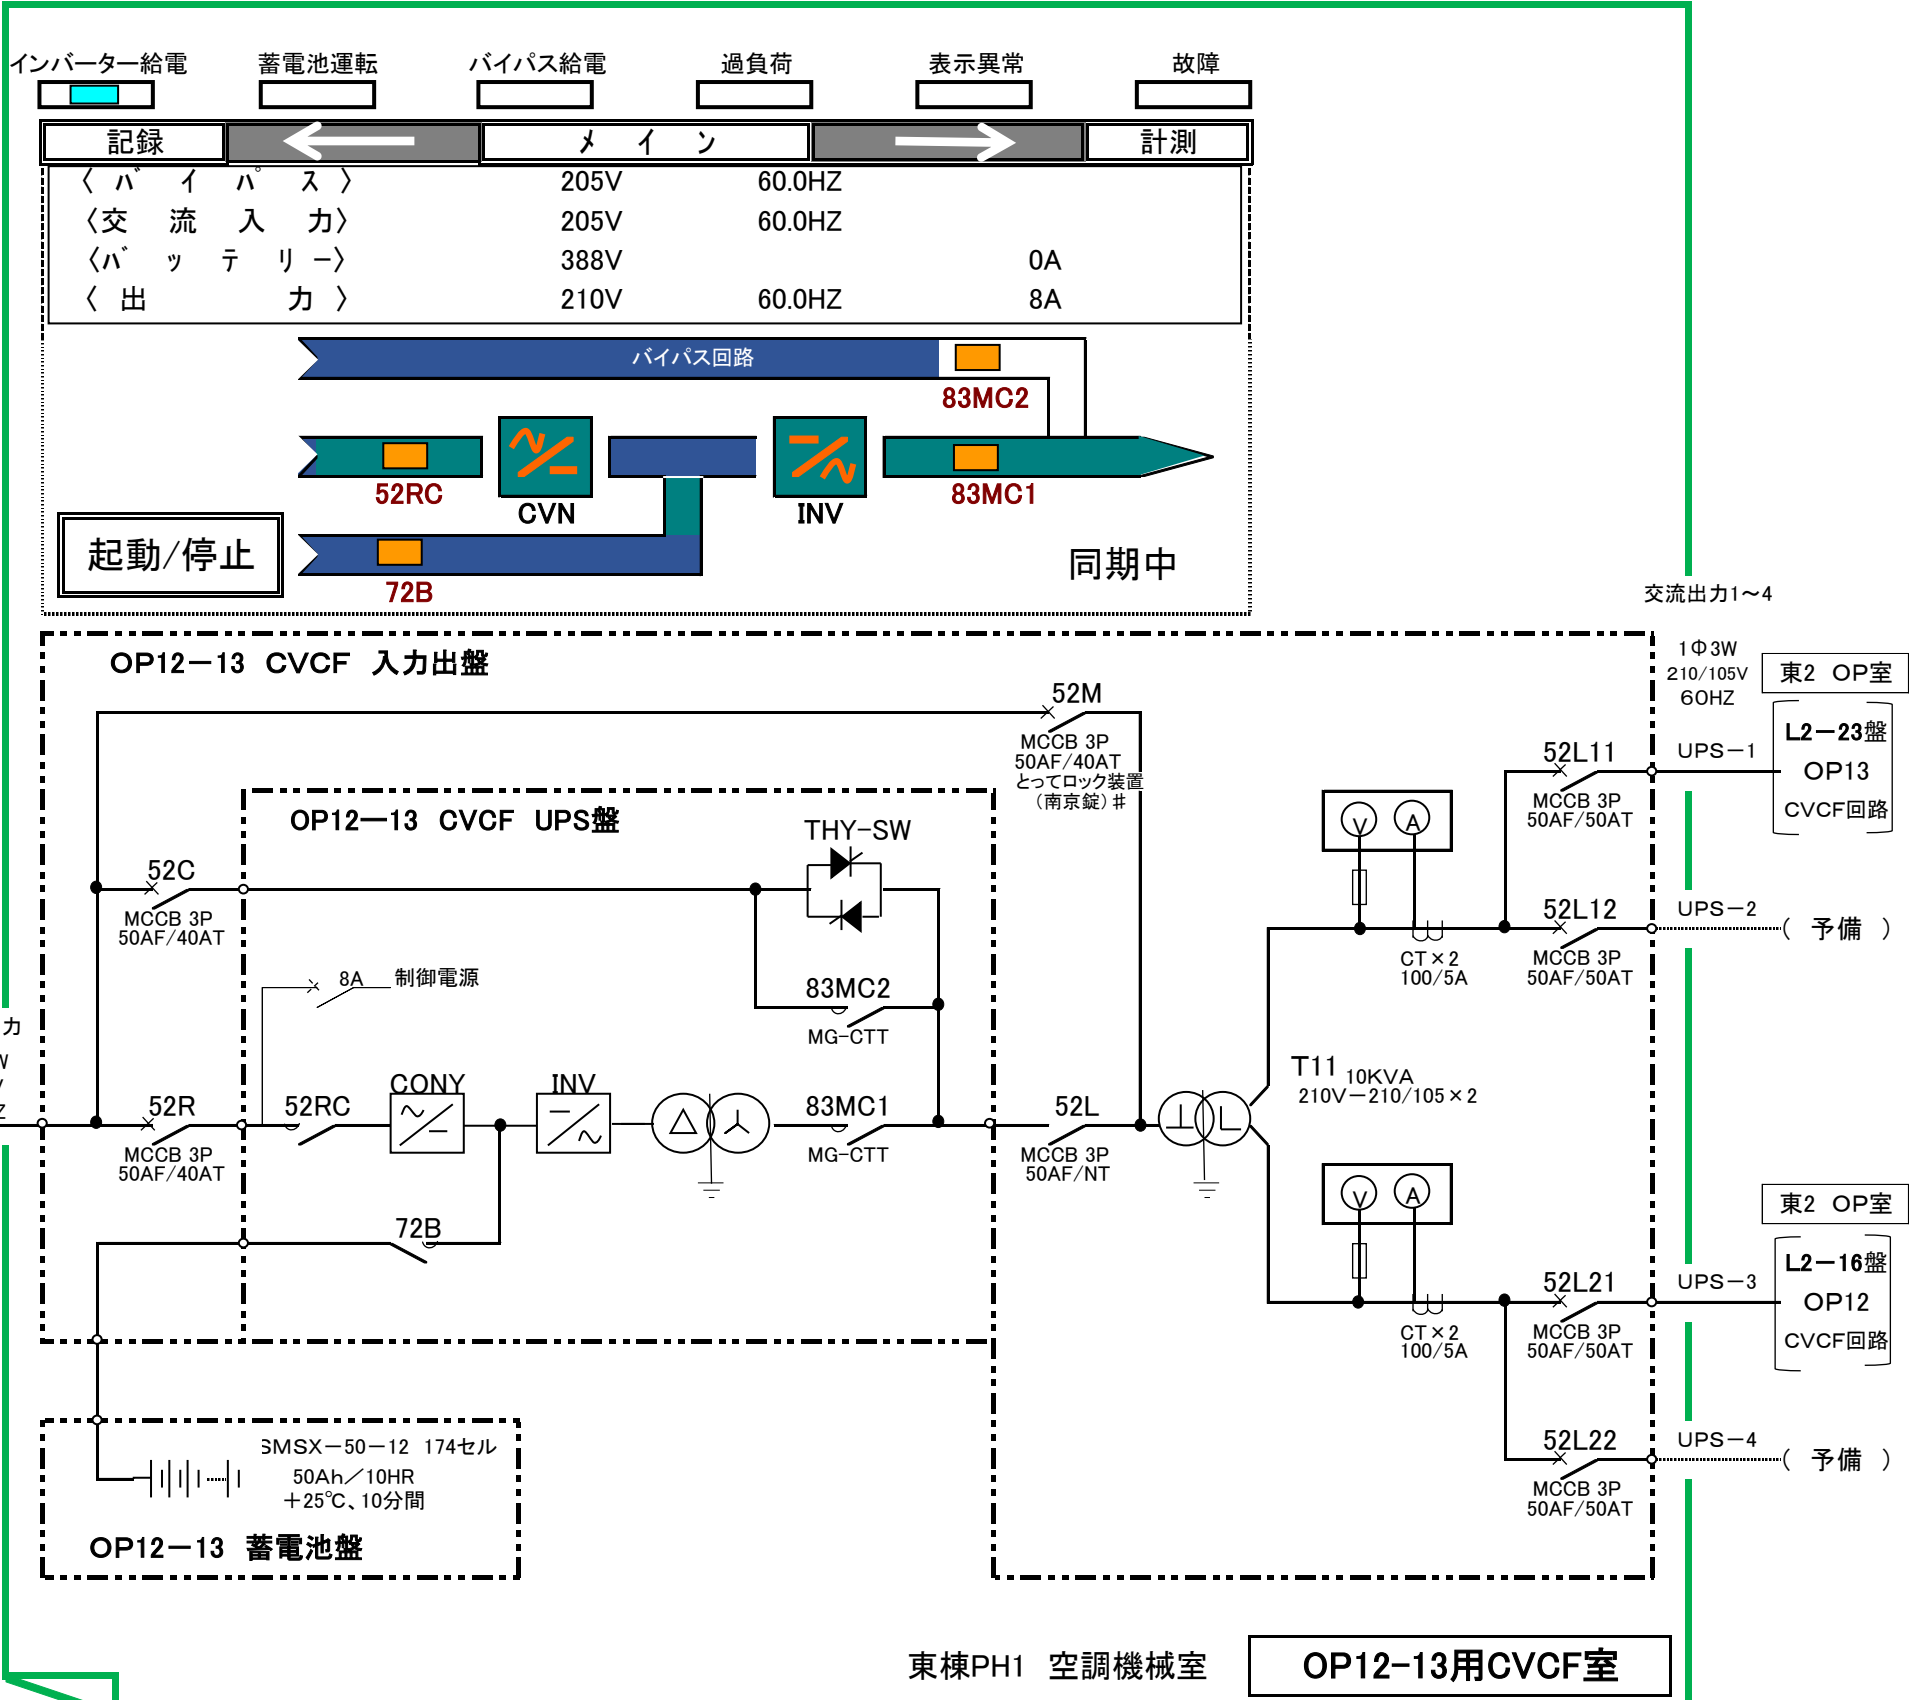 インバーター給電 蓄電池運転 バイパス給電 過負荷 表示異常 故障
記録 メイン 計測
〈バイパス〉 205V 60.0HZ
〈交流入力〉 205V 60.0HZ
〈バッテリー〉 388V 0A
〈出力〉 210V 60.0HZ 8A
バイパス回路
83MC2
52RC
CVN
INV
83MC1
起動/停止
72B
同期中
交流出力1～4
OP12－13 CVCF 入力出盤
1Φ3W
210/105V
60HZ
東2 OP室
52M
MCCB 3P
50AF/40AT
とってロック装置
(南京錠)♯
52L11
MCCB 3P
50AF/50AT
UPS－1
L2－23盤
OP13
CVCF回路
OP12－13 CVCF UPS盤
THY-SW
V A
52C
MCCB 3P
50AF/40AT
52L12
MCCB 3P
50AF/50AT
UPS－2
( 予備 )
CT×2
100/5A
8A 制御電源
83MC2
MG-CTT
力
T11 10KVA
210V－210/105×2
52R
MCCB 3P
50AF/40AT
52RC
CONY
INV
83MC1
MG-CTT
52L
MCCB 3P
50AF/NT
72B
V A
東2 OP室
52L21
MCCB 3P
50AF/50AT
UPS－3
L2－16盤
OP12
CVCF回路
CT×2
100/5A
52L22
MCCB 3P
50AF/50AT
UPS－4
( 予備 )
SMSX－50－12 174セル
50Ah／10HR
＋25℃、10分間
OP12－13 蓄電池盤
東棟PH1 空調機械室
OP12-13用CVCF室